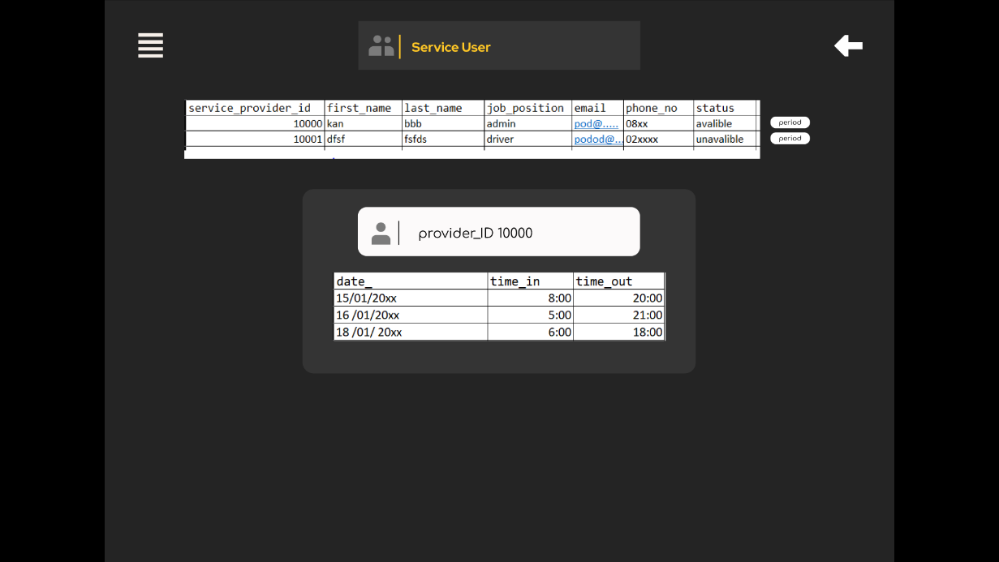 Service User
service_provider_id first_name last_name job_position email phone_no status
10000 kan bbb admin pod@..... 08xx avalible period
10001 dfsf fsfds driver podod@... 02xxxx unavalible period
provider_ID 10000
date_ time_in time_out
15/01/20xx 8:00 20:00
16 /01/20xx 5:00 21:00
18 /01/ 20xx 6:00 18:00